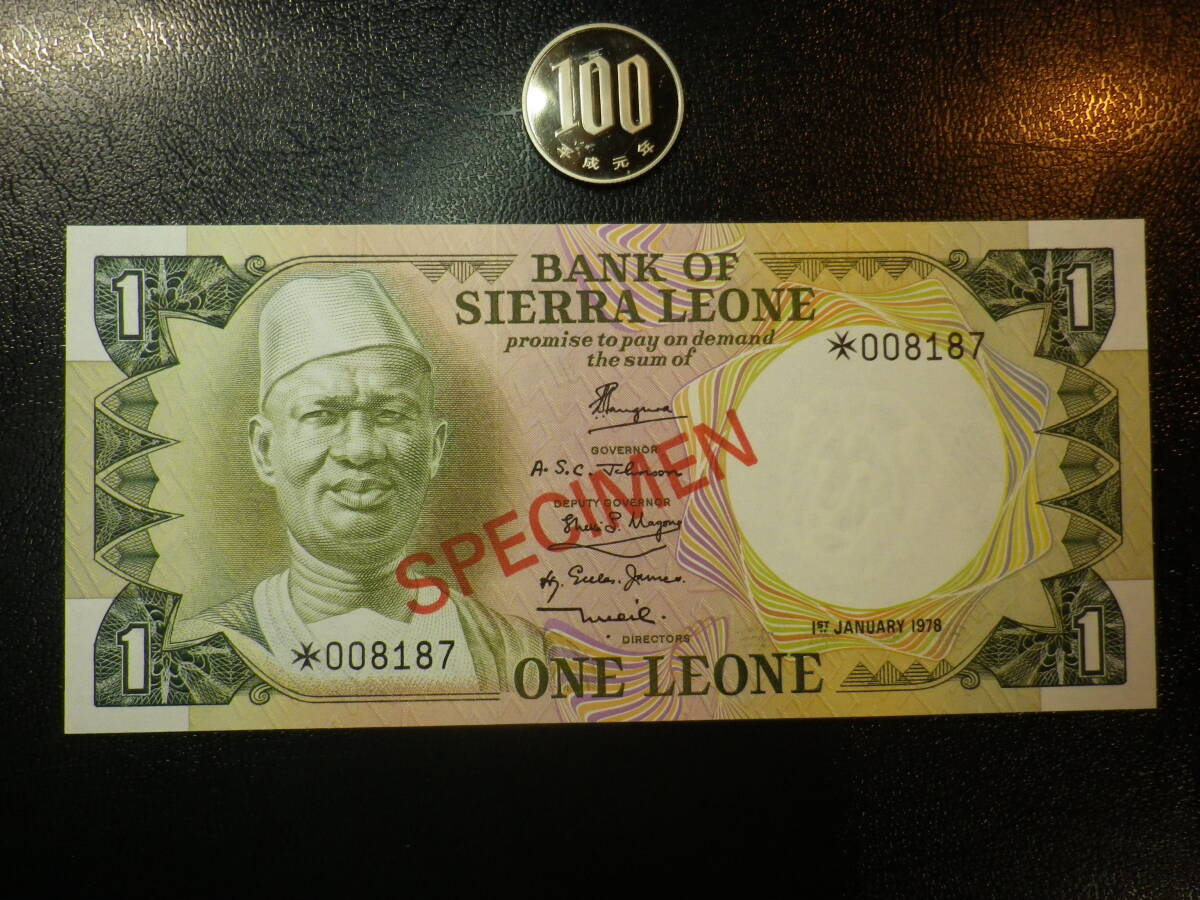 100
平成元年
1
1
BANK OF
SIERRA LEONE
promise to pay on demand
the sum of
✶008187
GOVERNOR
A. S. C. Johnson
DEPUTY GOVERNOR
SPECIMEN
1ST JANUARY 1978
DIRECTORS
✶008187
1
1
ONE LEONE